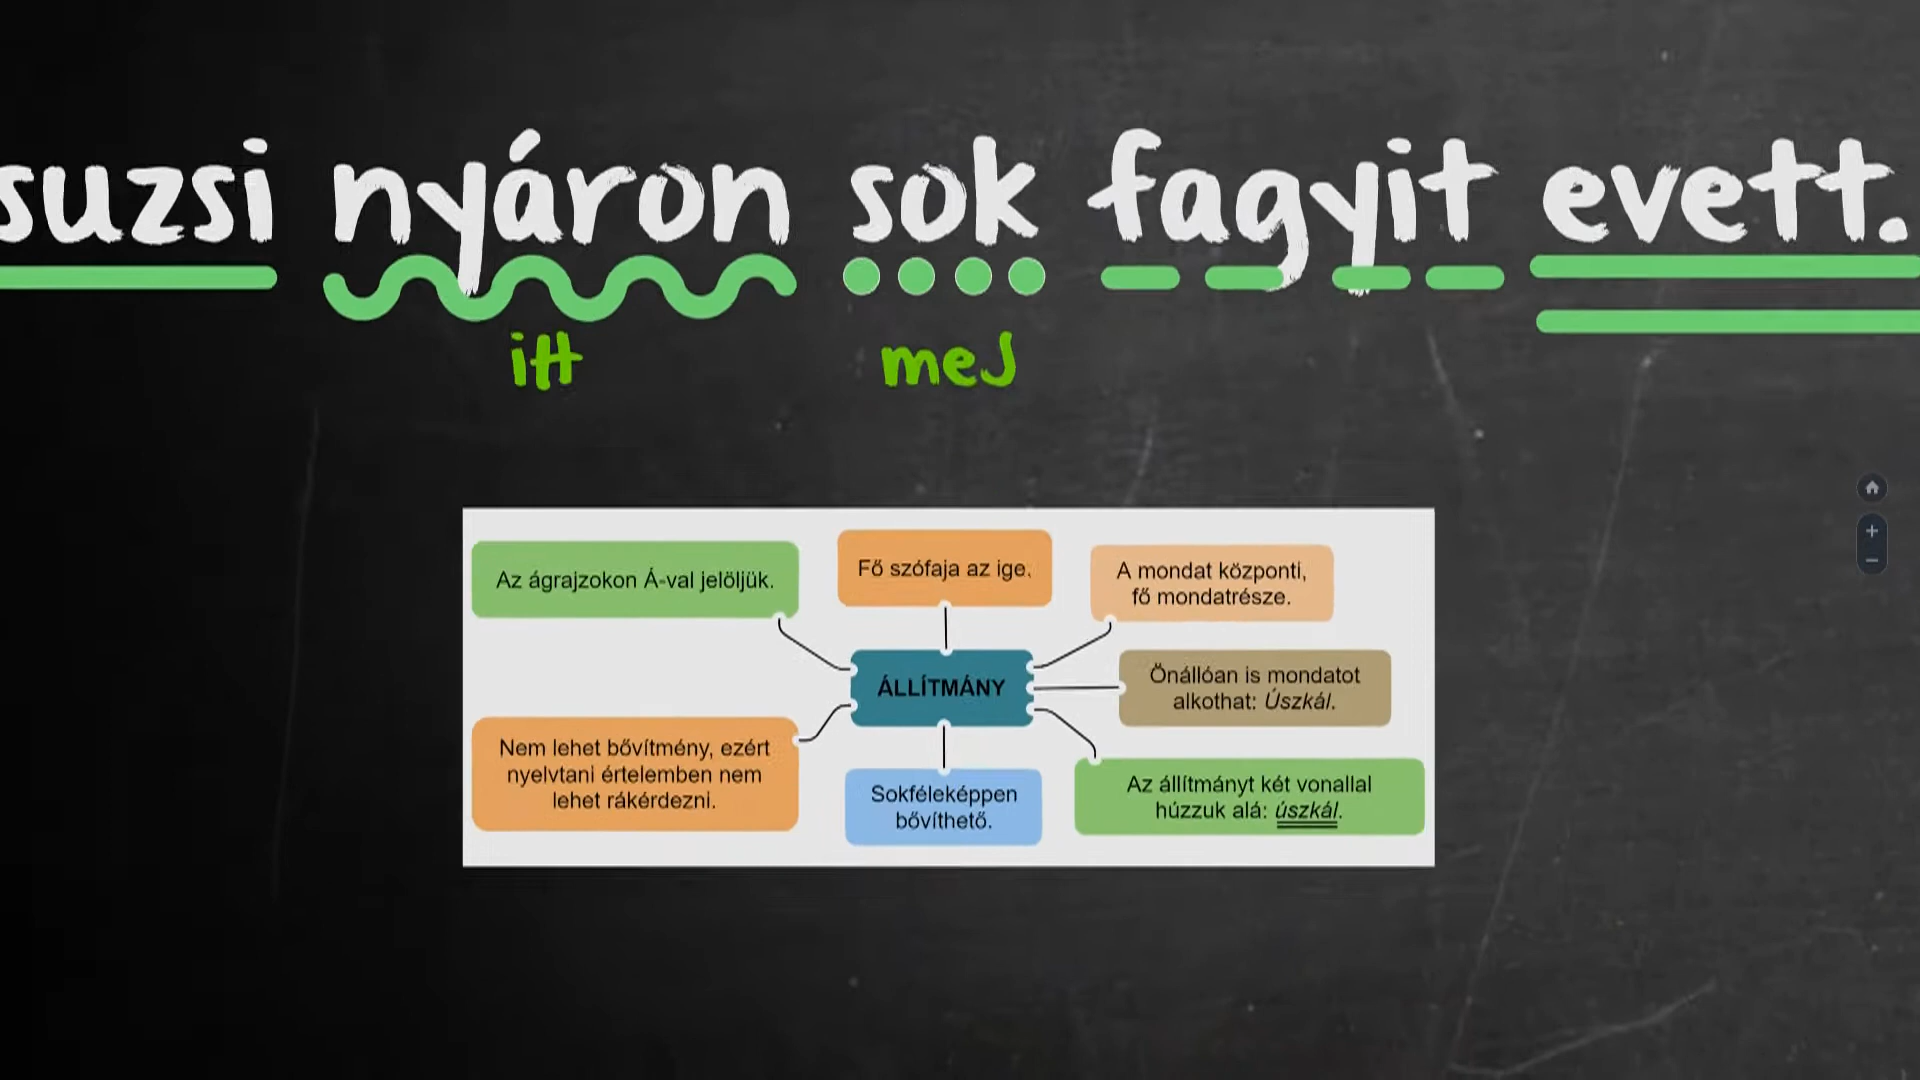 suzsi nyáron sok fagyit evett.
itt meJ
Az ágrajzokon Á-val jelöljük.
Fő szófaja az ige.
A mondat központi,
fő mondatrésze.
ÁLLÍTMÁNY
Önállóan is mondatot
alkothat: Úszkál.
Nem lehet bővítmény, ezért
nyelvtani értelemben nem
lehet rákérdezni.
Sokféleképpen
bővíthető.
Az állítmányt két vonallal
húzzuk alá: úszkál.